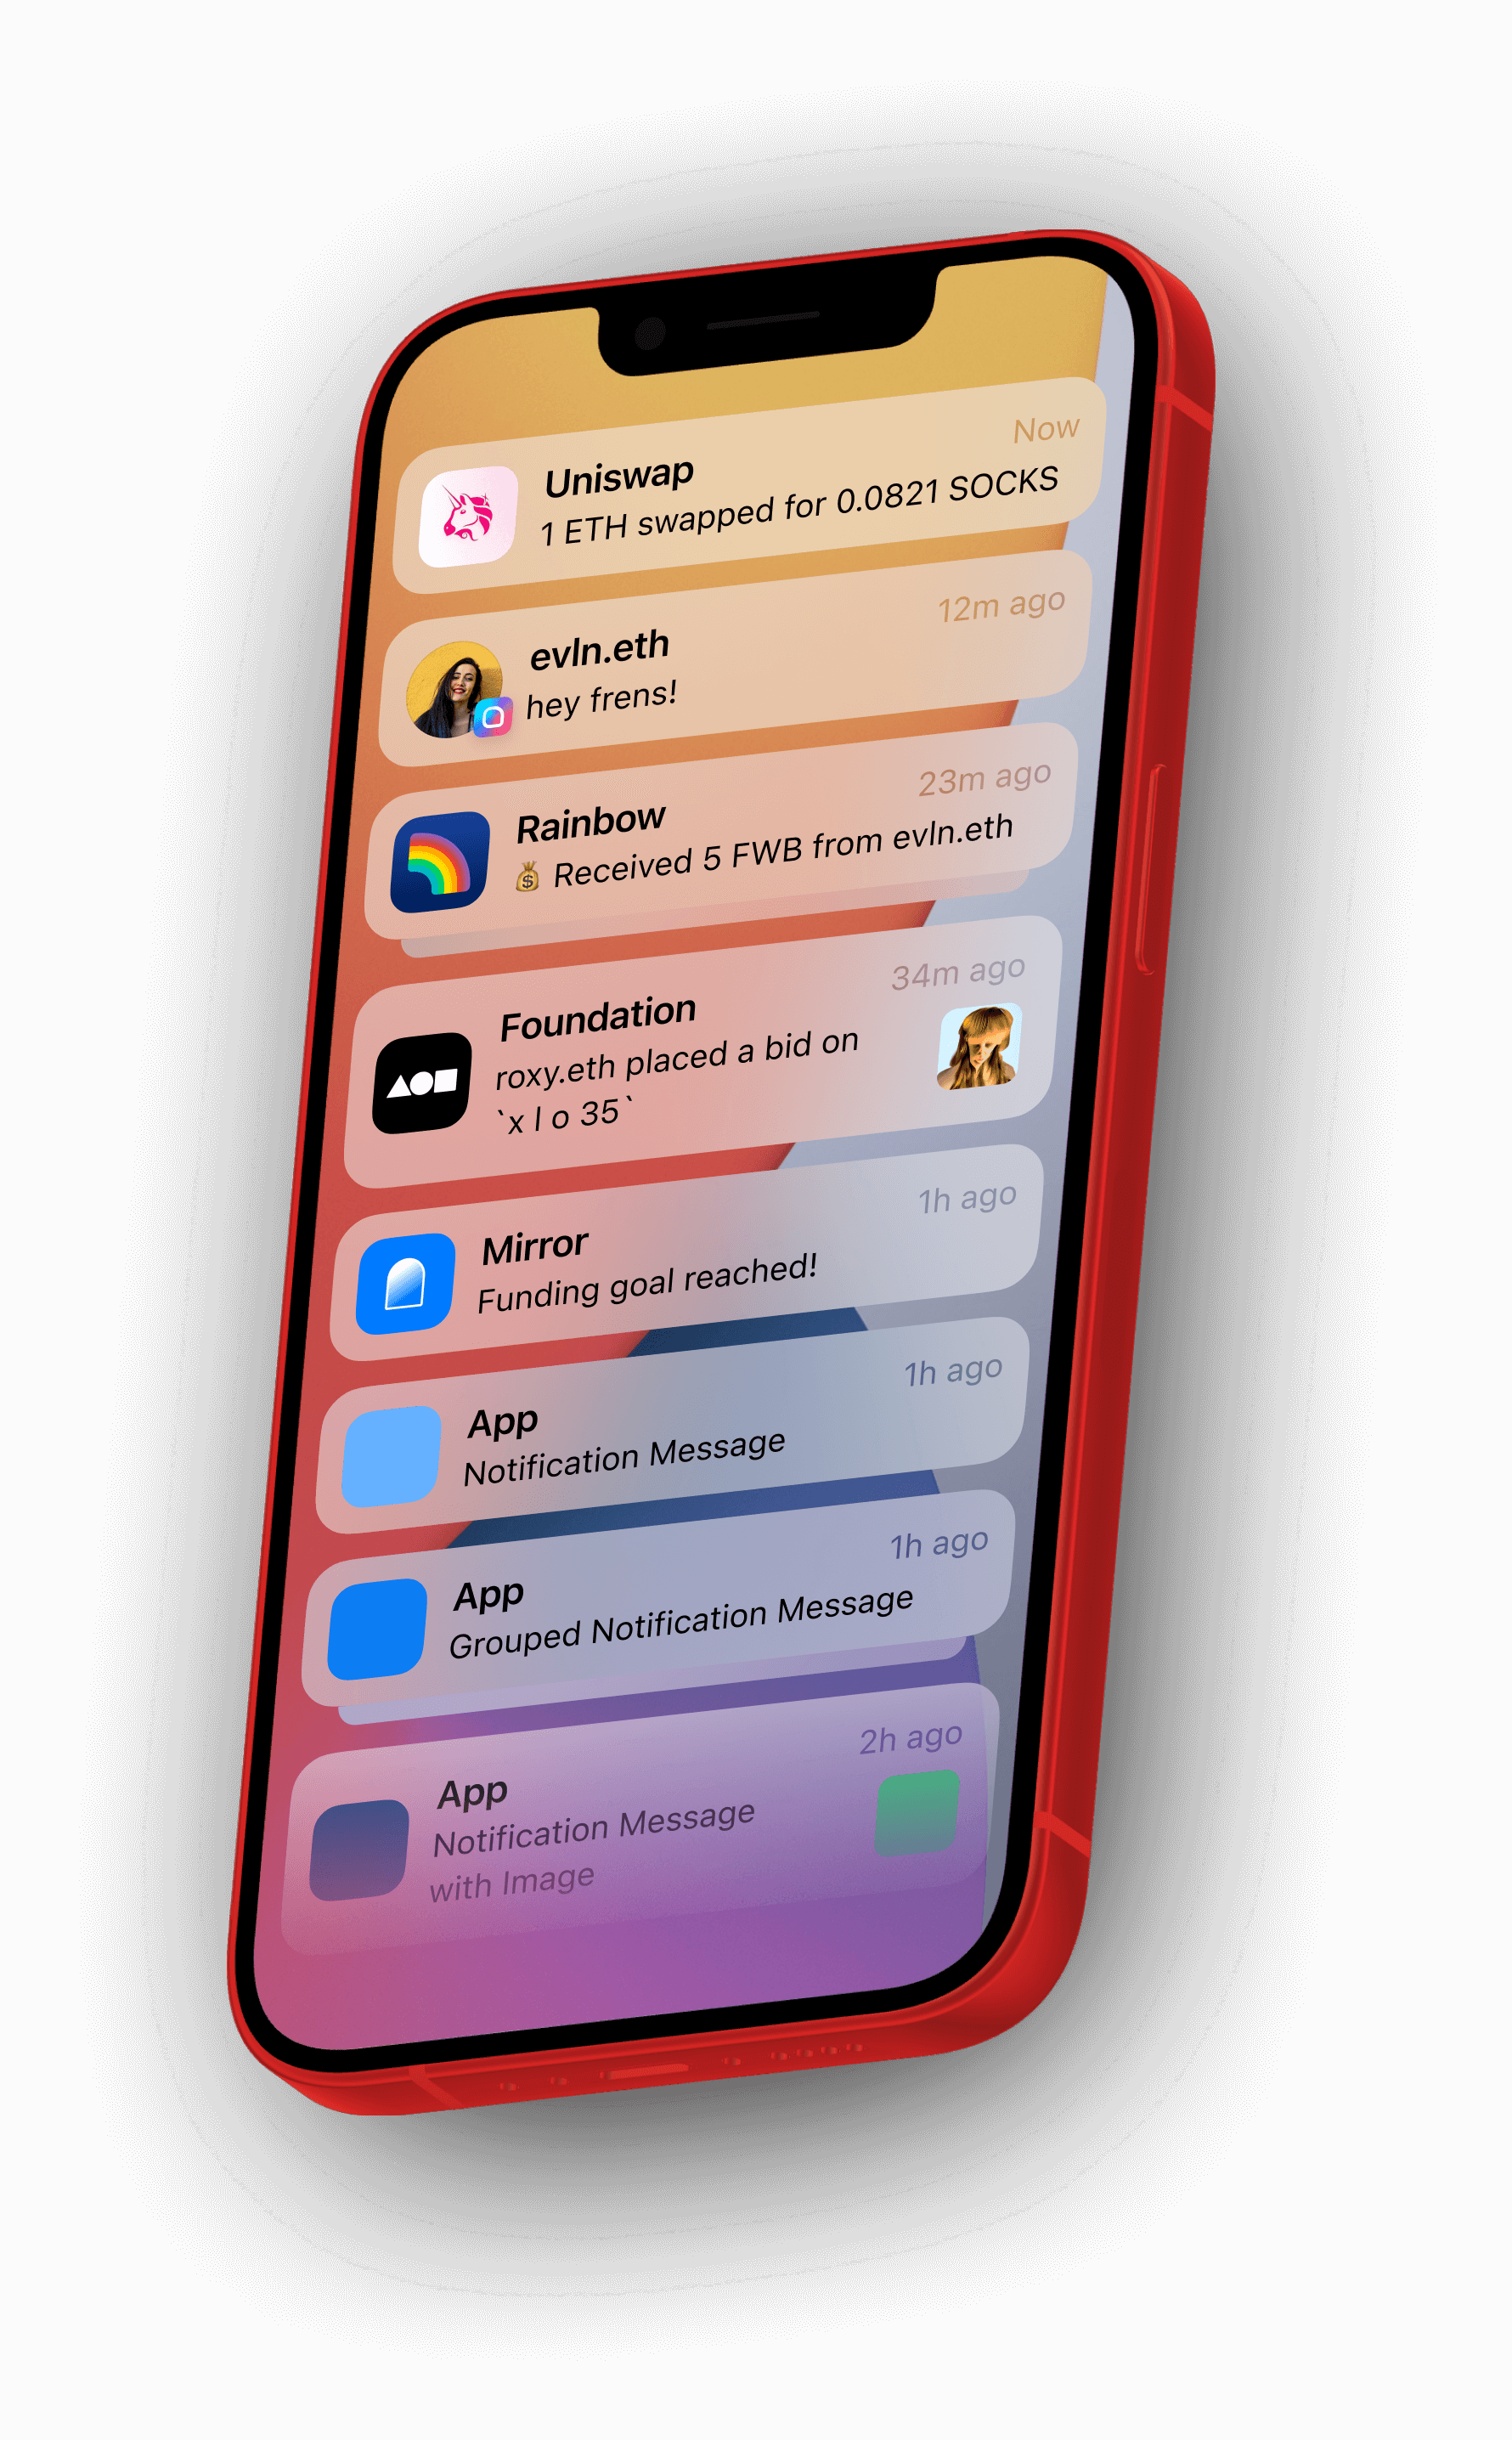 Now
Uniswap
1 ETH swapped for 0.0821 SOCKS
12m ago
evln.eth
hey frens!
23m ago
Rainbow
💰 Received 5 FWB from evln.eth
34m ago
Foundation
roxy.eth placed a bid on
`x l o 35`
1h ago
Mirror
Funding goal reached!
1h ago
App
Notification Message
1h ago
App
Grouped Notification Message
2h ago
App
Notification Message
with Image